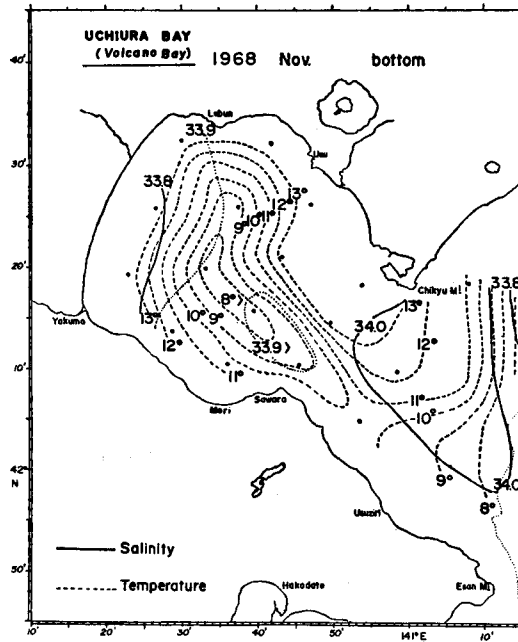 UCHIURA BAY
(Volcano Bay)
1968 Nov. bottom
40'
30'
20'
10'
42
N
50'
Usu
33.9
33.8
13°
12°
11°
10°
9°
Chikyu Mi
33.8
13°
34.0
12°
8°
13°
10°
9°
12°
33.9
Yakumo
11°
Mori
Sawara
11°
10°
9°
34.0
8°
Usuziri
Salinity
Temperature
Hakodate
Esan Mi
10' 20' 30' 40' 50' 141°E 10'